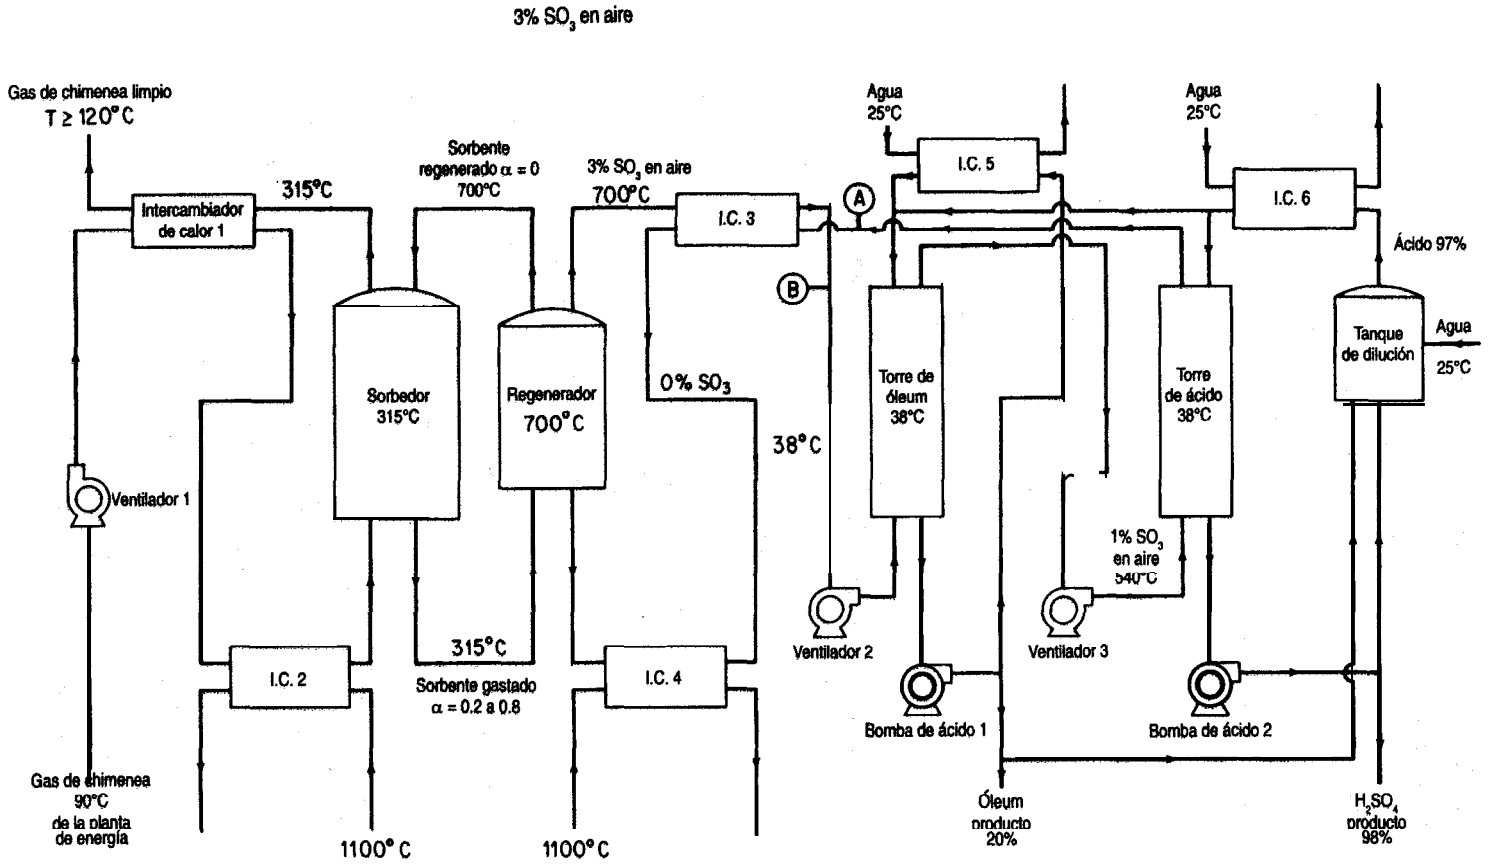 3% SO3 en aire
Gas de chimenea limpio
T ≥ 120°C
315°C
Intercambiador
de calor 1
Sorbente
regenerado α = 0
700°C
3% SO3 en aire
700°C
I.C. 3
A
B
Agua
25°C
I.C. 5
Agua
25°C
I.C. 6
Ácido 97%
Sorbedor
315°C
Regenerador
700°C
0% SO3
38°C
Torre de
óleum
38°C
Torre
de ácido
38°C
Tanque
de dilución
Agua
25°C
Ventilador 1
1% SO3
en aire
540°C
Ventilador 2
Ventilador 3
I.C. 2
315°C
Sorbente gastado
α = 0.2 a 0.8
I.C. 4
Bomba de ácido 1
Bomba de ácido 2
Gas de chimenea
90°C
de la planta
de energía
1100°C
1100°C
Óleum
producto
20%
H2SO4
producto
98%